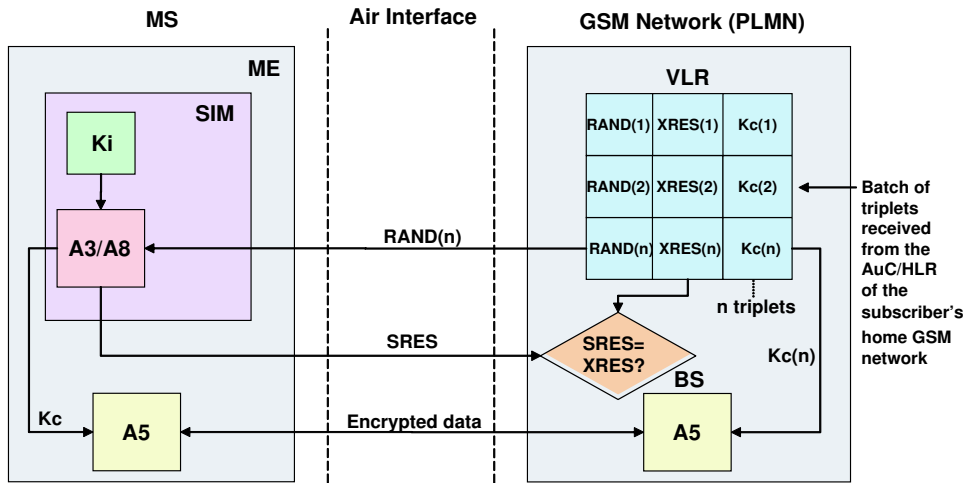 MS
Air Interface
GSM Network (PLMN)
ME
SIM
Ki
A3/A8
VLR
RAND(1) XRES(1) Kc(1)
RAND(2) XRES(2) Kc(2)
RAND(n) XRES(n) Kc(n)
n triplets
Batch of
triplets
received
from the
AuC/HLR
of the
subscriber's
home GSM
network
RAND(n)
SRES
SRES=
XRES?
Kc(n)
BS
Kc
A5
Encrypted data
A5